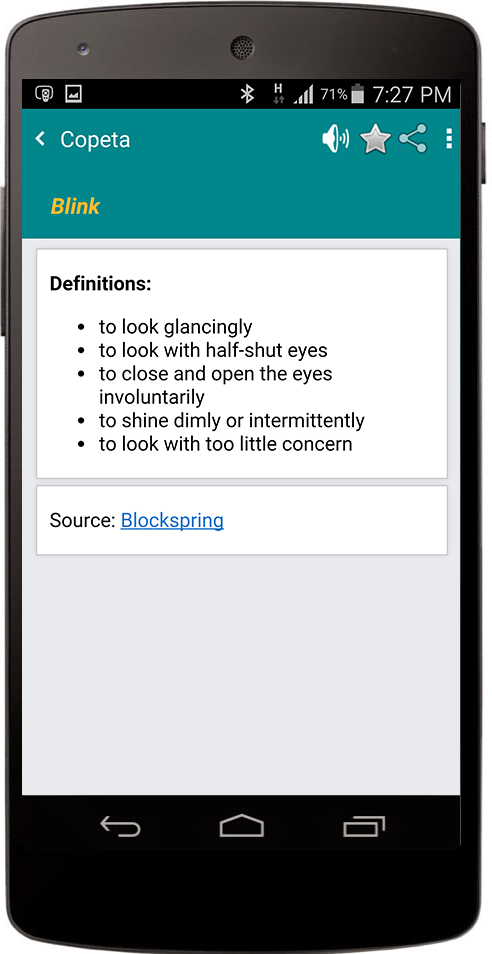 H 71% 7:27 PM
Copeta
Blink
Definitions:
• to look glancingly
• to look with half-shut eyes
• to close and open the eyes
involuntarily
• to shine dimly or intermittently
• to look with too little concern
Source: Blockspring